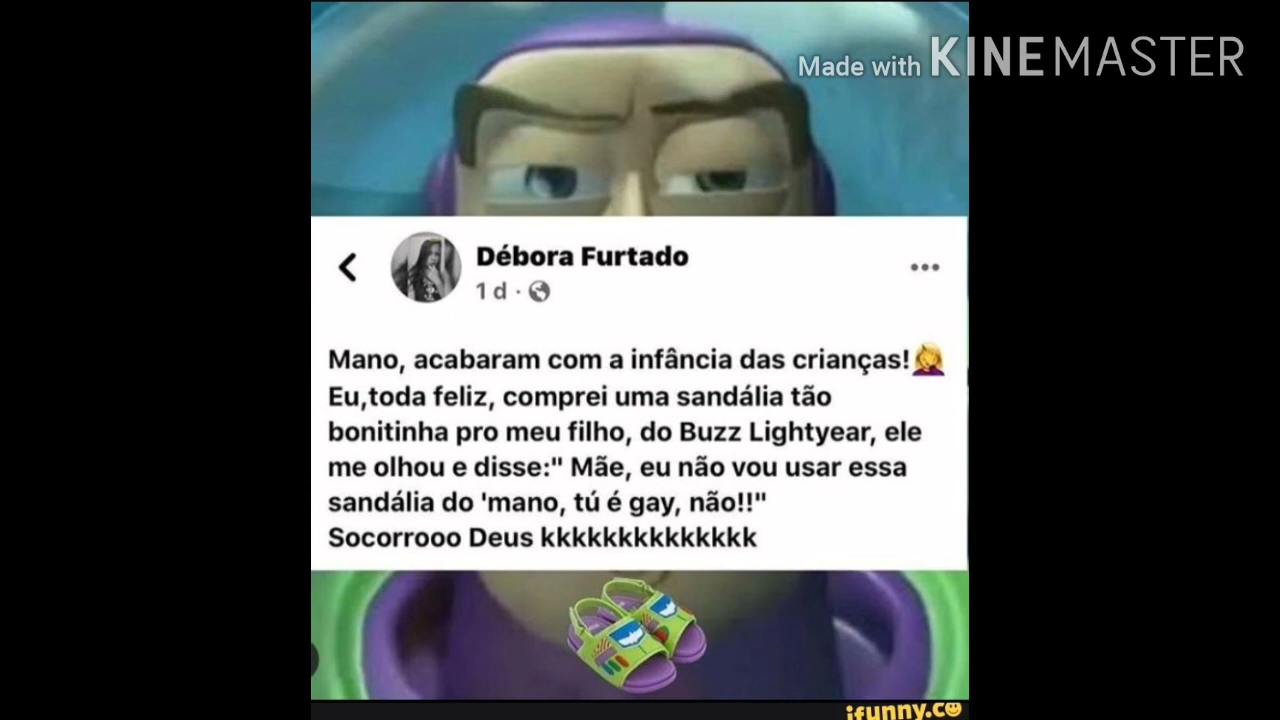 Made with KINEMASTER
Débora Furtado
1 d
Mano, acabaram com a infância das crianças!🤦‍♀️
Eu,toda feliz, comprei uma sandália tão
bonitinha pro meu filho, do Buzz Lightyear, ele
me olhou e disse:" Mãe, eu não vou usar essa
sandália do 'mano, tú é gay, não!!"
Socorrooo Deus kkkkkkkkkkkkkk
ifunny.co